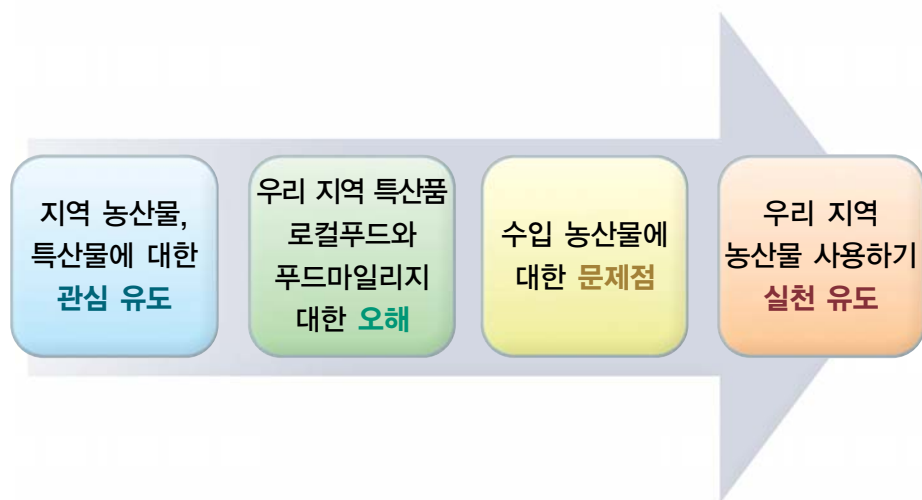 지역 농산물,
특산물에 대한
관심 유도
우리 지역 특산품
로컬푸드와
푸드마일리지
대한 오해
수입 농산물에
대한 문제점
우리 지역
농산물 사용하기
실천 유도